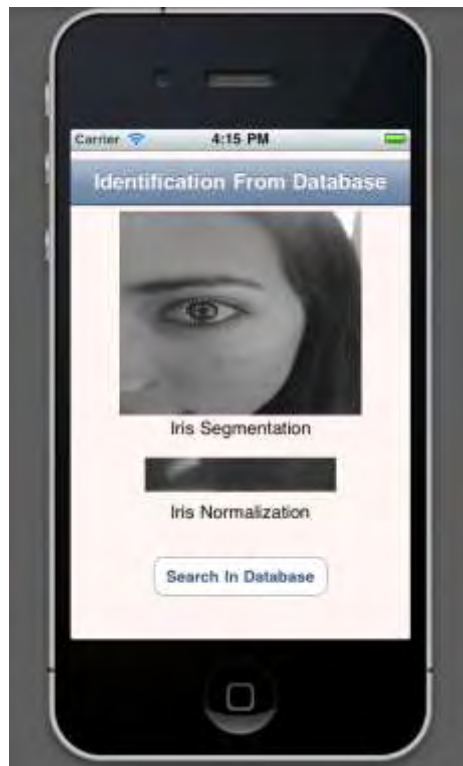 Carrier 4:15 PM
Identification From Database
Iris Segmentation
Iris Normalization
Search In Database